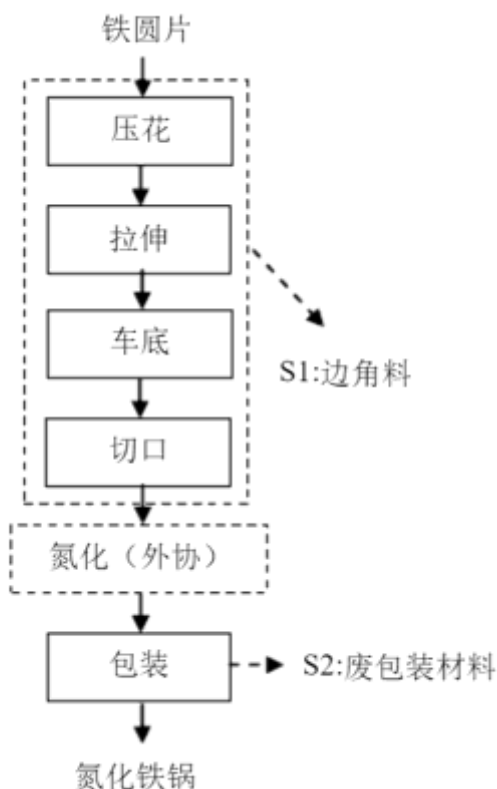 铁圆片
压花
拉伸
车底
S1:边角料
切口
氮化（外协）
包装
S2:废包装材料
氮化铁锅